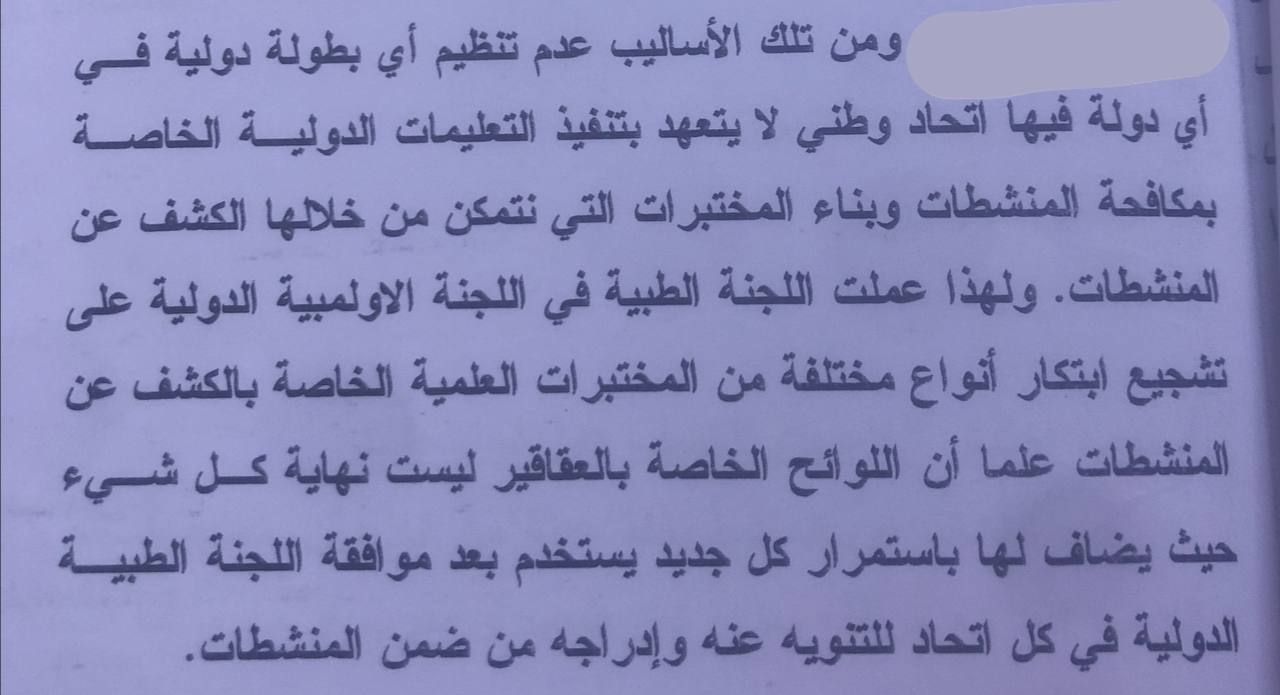 ومن تلك الأساليب عدم تنظيم أي بطولة دولية في
أي دولة فيها اتحاد وطني لا يتعهد بتنفيذ التعليمات الدولية الخاصة
بمكافحة المنشطات وبناء المختبرات التي نتمكن من خلالها الكشف عن
المنشطات. ولهذا عملت اللجنة الطبية في اللجنة الاولمبية الدولية على
تشجيع ابتكار أنواع مختلفة من المختبرات العلمية الخاصة بالكشف عن
المنشطات علما أن اللوائح الخاصة بالعقاقير ليست نهاية كل شيء
حيث يضاف لها باستمرار كل جديد يستخدم بعد موافقة اللجنة الطبية
الدولية في كل اتحاد للتنويه عنه وإدراجه من ضمن المنشطات.